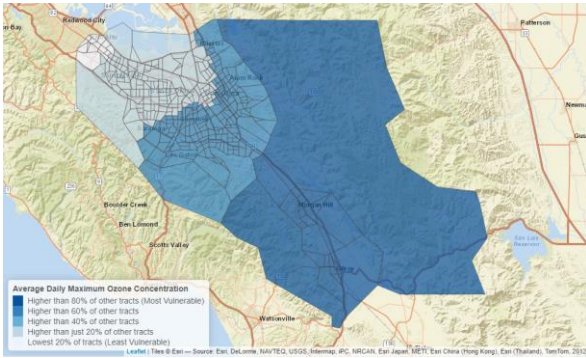 Redwood City
Patterson
Gus
Morgan Hill
Boulder Creek
Ben Lomond
Scotts Valley
San Luis
Reservoir
Watsonville
Average Daily Maximum Ozone Concentration
Higher than 80% of other tracts (Most Vulnerable)
Higher than 60% of other tracts
Higher than 40% of other tracts
Higher than just 20% of other tracts
Lowest 20% of tracts (Least Vulnerable)
Leaflet | Tiles © Esri — Source: Esri, DeLorme, NAVTEQ, USGS, Intermap, iPC, NRCAN, Esri Japan, METI, Esri China (Hong Kong), Esri (Thailand), TomTom, 2012